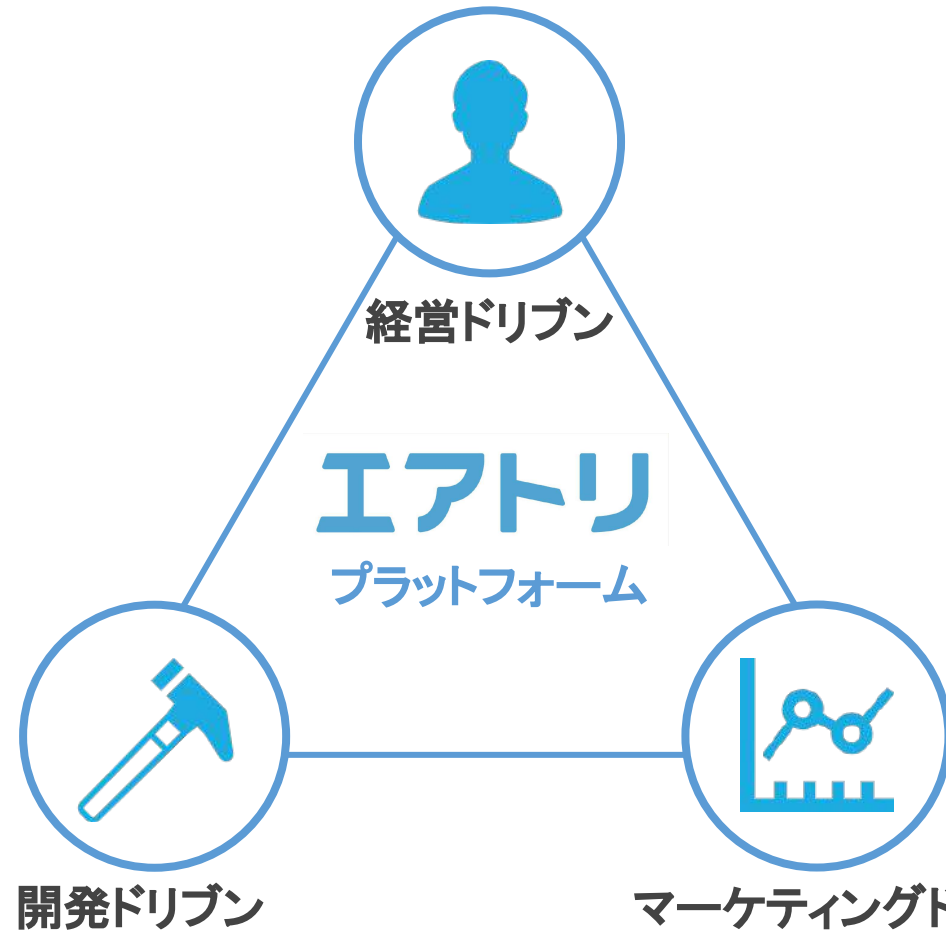 経営ドリブン
エアトリ
プラットフォーム
開発ドリブン
マーケティングド